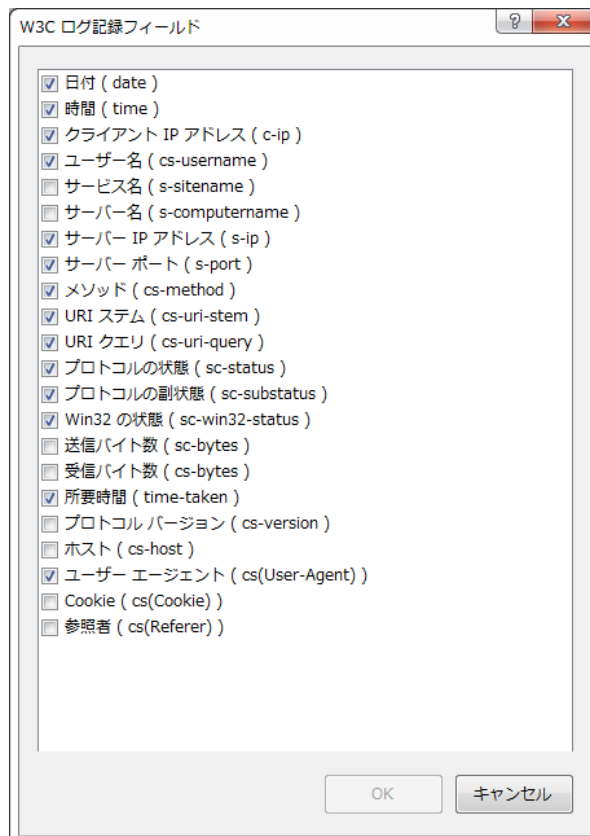 W3C ログ記録フィールド
日付 ( date )
時間 ( time )
クライアント IP アドレス ( c-ip )
ユーザー名 ( cs-username )
サービス名 ( s-sitename )
サーバー名 ( s-computername )
サーバー IP アドレス ( s-ip )
サーバー ポート ( s-port )
メソッド ( cs-method )
URI ステム ( cs-uri-stem )
URI クエリ ( cs-uri-query )
プロトコルの状態 ( sc-status )
プロトコルの副状態 ( sc-substatus )
Win32 の状態 ( sc-win32-status )
送信バイト数 ( sc-bytes )
受信バイト数 ( cs-bytes )
所要時間 ( time-taken )
プロトコル バージョン ( cs-version )
ホスト ( cs-host )
ユーザー エージェント ( cs(User-Agent) )
Cookie ( cs(Cookie) )
参照者 ( cs(Referer) )
OK
キャンセル